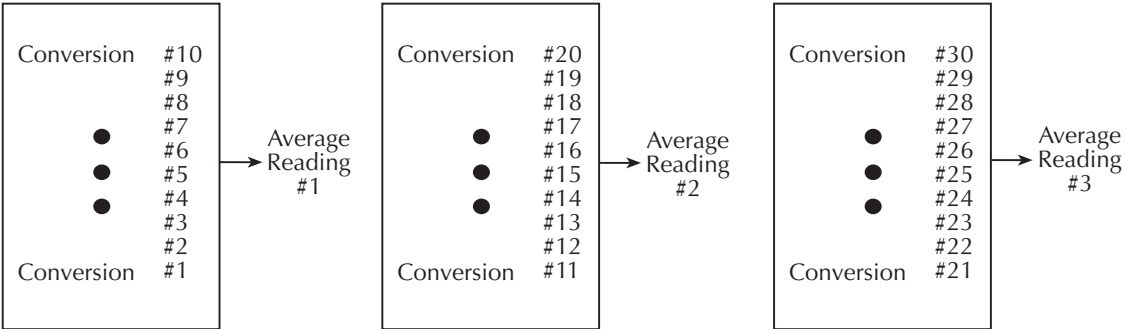 Conversion #10
#9
#8
#7
#6
#5
#4
#3
#2
Conversion #1
Average
Reading
#1
Conversion #20
#19
#18
#17
#16
#15
#14
#13
#12
Conversion #11
Average
Reading
#2
Conversion #30
#29
#28
#27
#26
#25
#24
#23
#22
Conversion #21
Average
Reading
#3